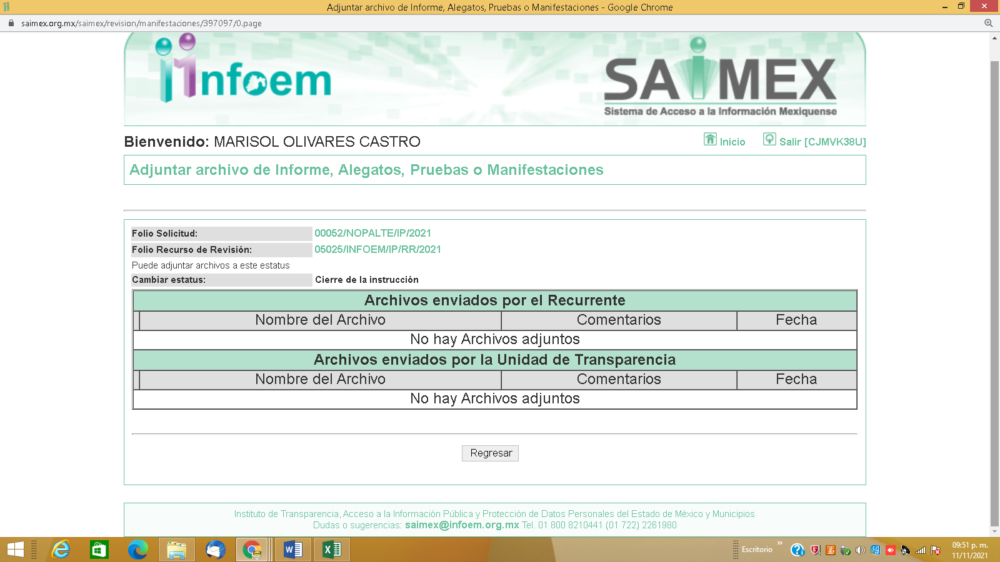 Adjuntar archivo de Informe, Alegatos, Pruebas o Manifestaciones - Google Chrome
saimex.org.mx/saimex/revision/manifestaciones/397097/0.page
infoem
SAIMEX
Sistema de Acceso a la Información Mexiquense
Bienvenido: MARISOL OLIVARES CASTRO
Inicio Salir [CJMVK38U]
Adjuntar archivo de Informe, Alegatos, Pruebas o Manifestaciones
Folio Solicitud: 00052/NOPALTE/IP/2021
Folio Recurso de Revisión: 05025/INFOEM/IP/RR/2021
Puede adjuntar archivos a este estatus
Cambiar estatus: Cierre de la instrucción
Archivos enviados por el Recurrente
Nombre del Archivo Comentarios Fecha
No hay Archivos adjuntos
Archivos enviados por la Unidad de Transparencia
Nombre del Archivo Comentarios Fecha
No hay Archivos adjuntos
Regresar
Instituto de Transparencia, Acceso a la Información Pública y Protección de Datos Personales del Estado de México y Municipios
Dudas o sugerencias: saimex@infoem.org.mx Tel. 01 800 8210441 (01 722) 2261980
Escritorio
09:51 p. m.
11/11/2021